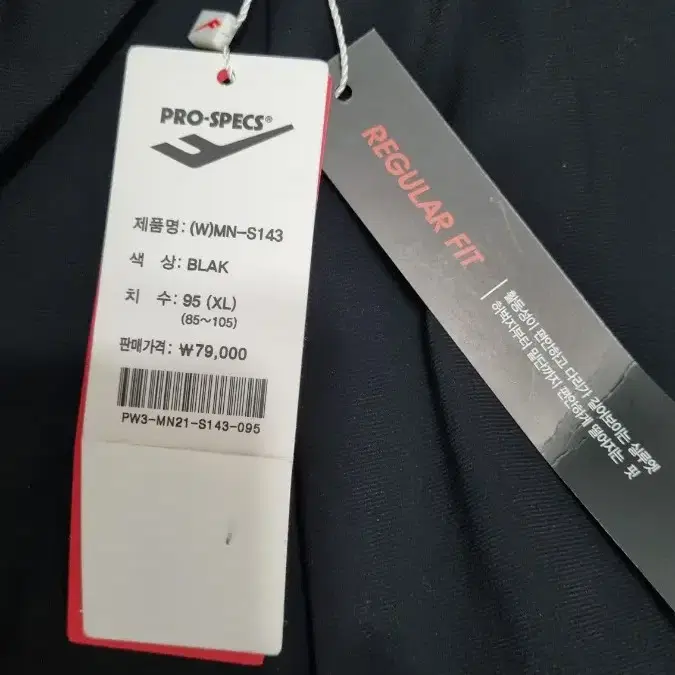 PRO-SPECS®
제품명: (W)MN-S143
색 상: BLAK
치 수: 95 (XL)
(85~105)
판매가격: ₩79,000
PW3-MN21-S143-095
REGULAR FIT
활동성이 편안하고 다리가 길어보이는 실루엣
허벅지부터 밑단까지 편안하게 떨어지는 핏